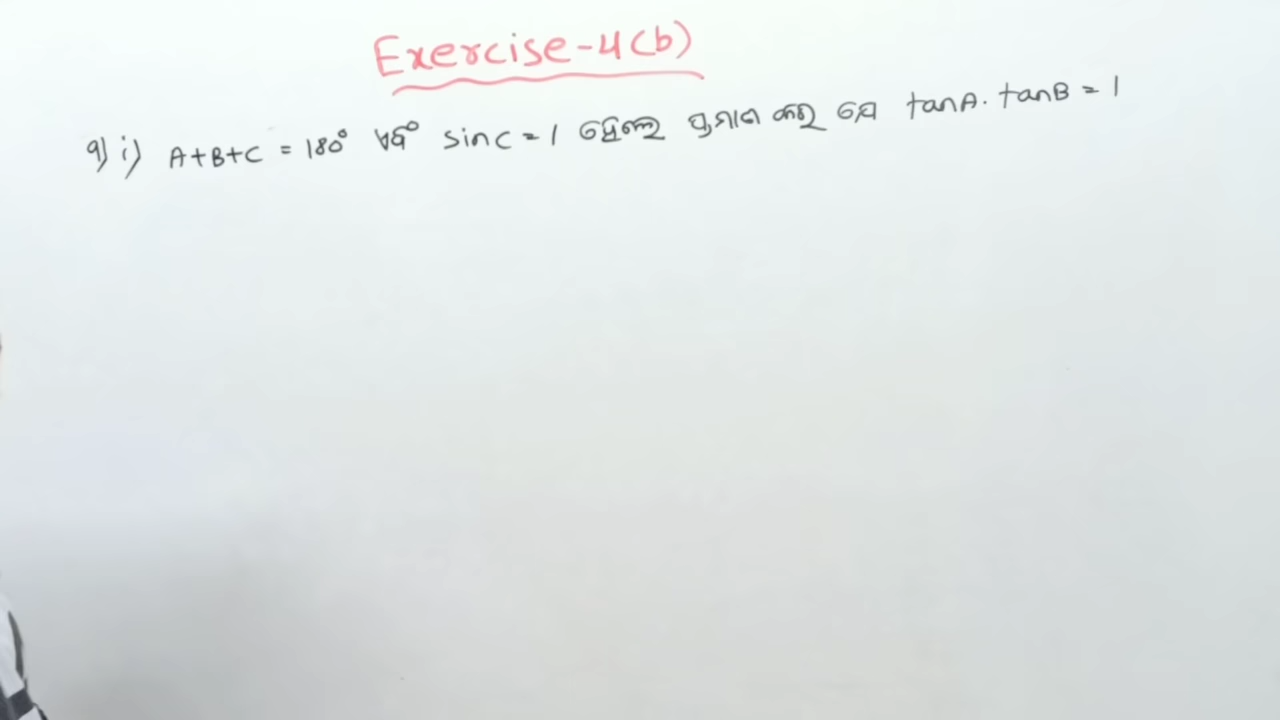 Exercise-4(b)
9) i) A+B+C = 180° ଏବଂ sinC = 1 ହେଲେ ପ୍ରମାଣ କର ଯେ tanA. tanB = 1